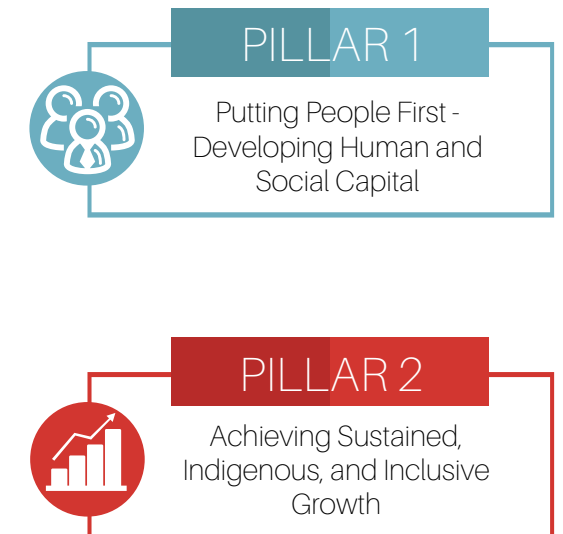 PILLAR 1
Putting People First -
Developing Human and
Social Capital
PILLAR 2
Achieving Sustained,
Indigenous, and Inclusive
Growth